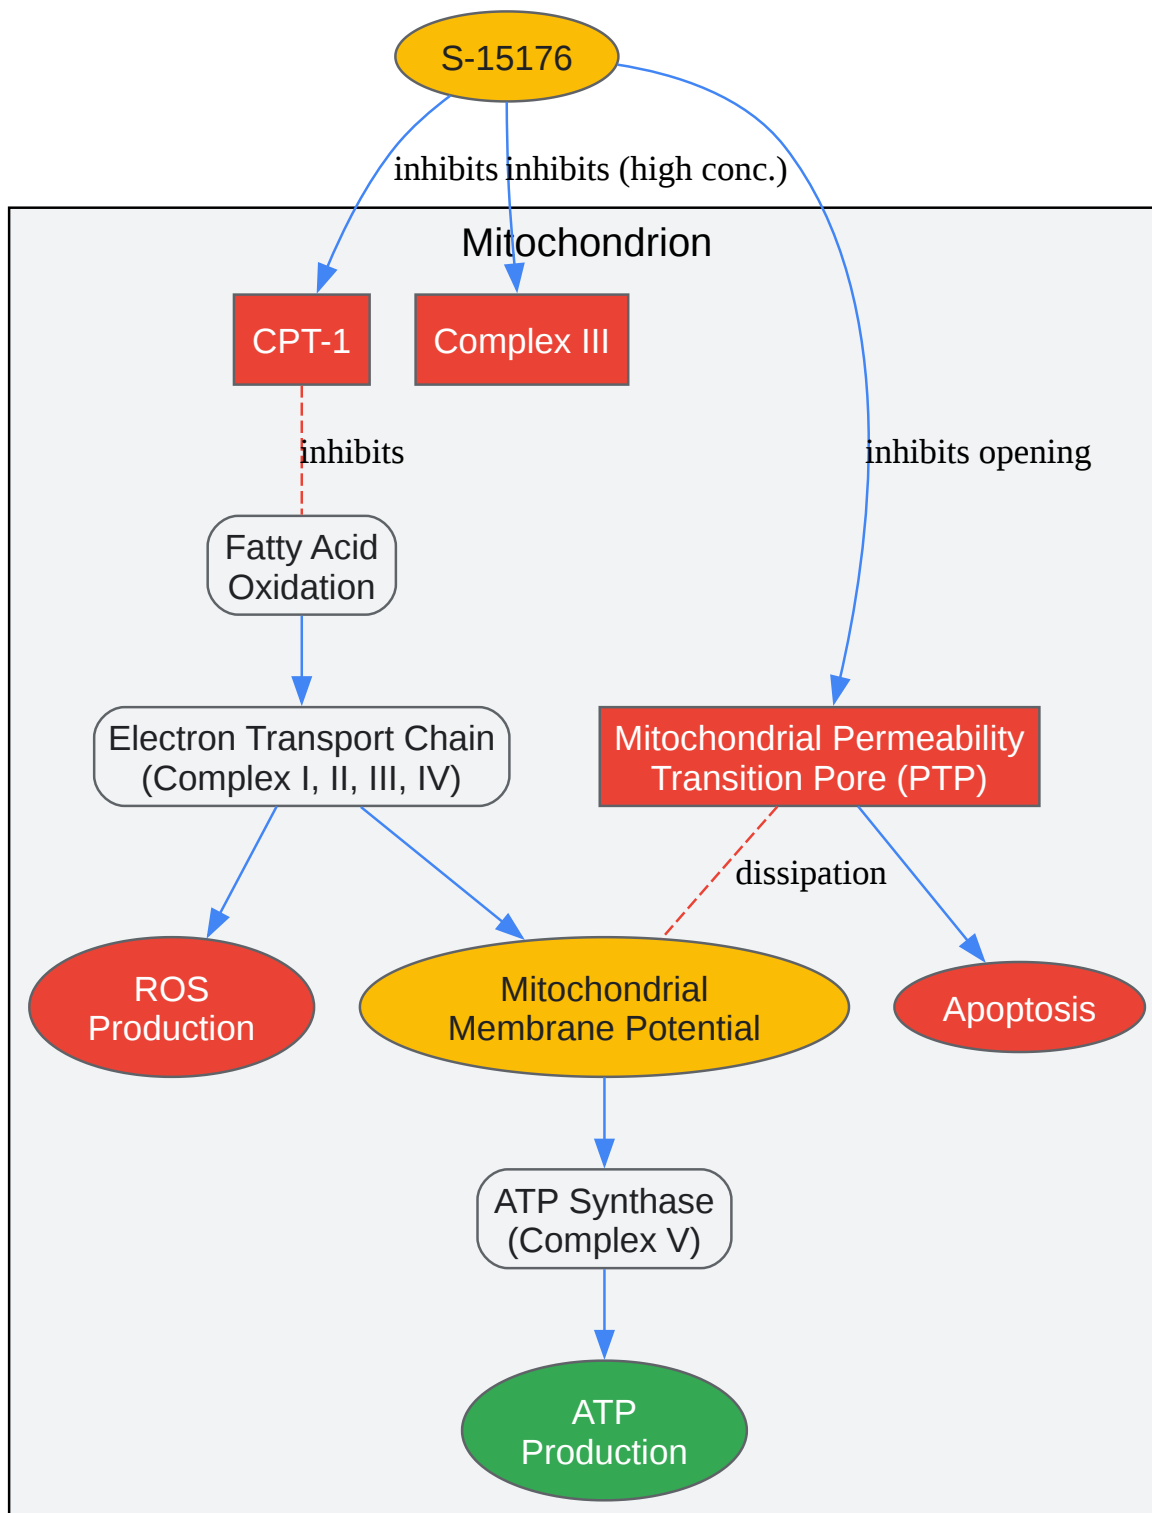 S-15176
inhibits
inhibits (high conc.)
Mitochondrion
CPT-1
Complex III
inhibits
inhibits opening
Fatty Acid
Oxidation
Electron Transport Chain
(Complex I, II, III, IV)
Mitochondrial Permeability
Transition Pore (PTP)
dissipation
ROS
Production
Mitochondrial
Membrane Potential
Apoptosis
ATP Synthase
(Complex V)
ATP
Production